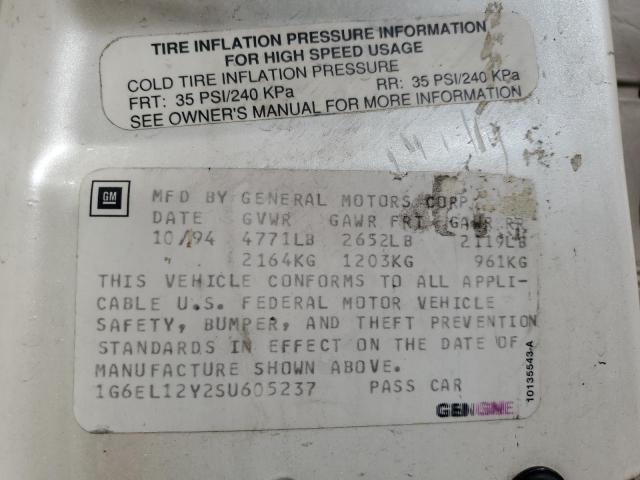 TIRE INFLATION PRESSURE INFORMATION
FOR HIGH SPEED USAGE
COLD TIRE INFLATION PRESSURE
FRT: 35 PSI/240 KPa RR: 35 PSI/240 KPa
SEE OWNER'S MANUAL FOR MORE INFORMATION
GM
MFD BY GENERAL MOTORS CORP
DATE GVWR GAWR FRT GAWR RR
10/94 4771LB 2652LB 2119LB
2164KG 1203KG 961KG
THIS VEHICLE CONFORMS TO ALL APPLI-
CABLE U.S. FEDERAL MOTOR VEHICLE
SAFETY, BUMPER, AND THEFT PREVENTION
STANDARDS IN EFFECT ON THE DATE OF
MANUFACTURE SHOWN ABOVE.
1G6EL12Y2SU605237 PASS CAR
10135543-A